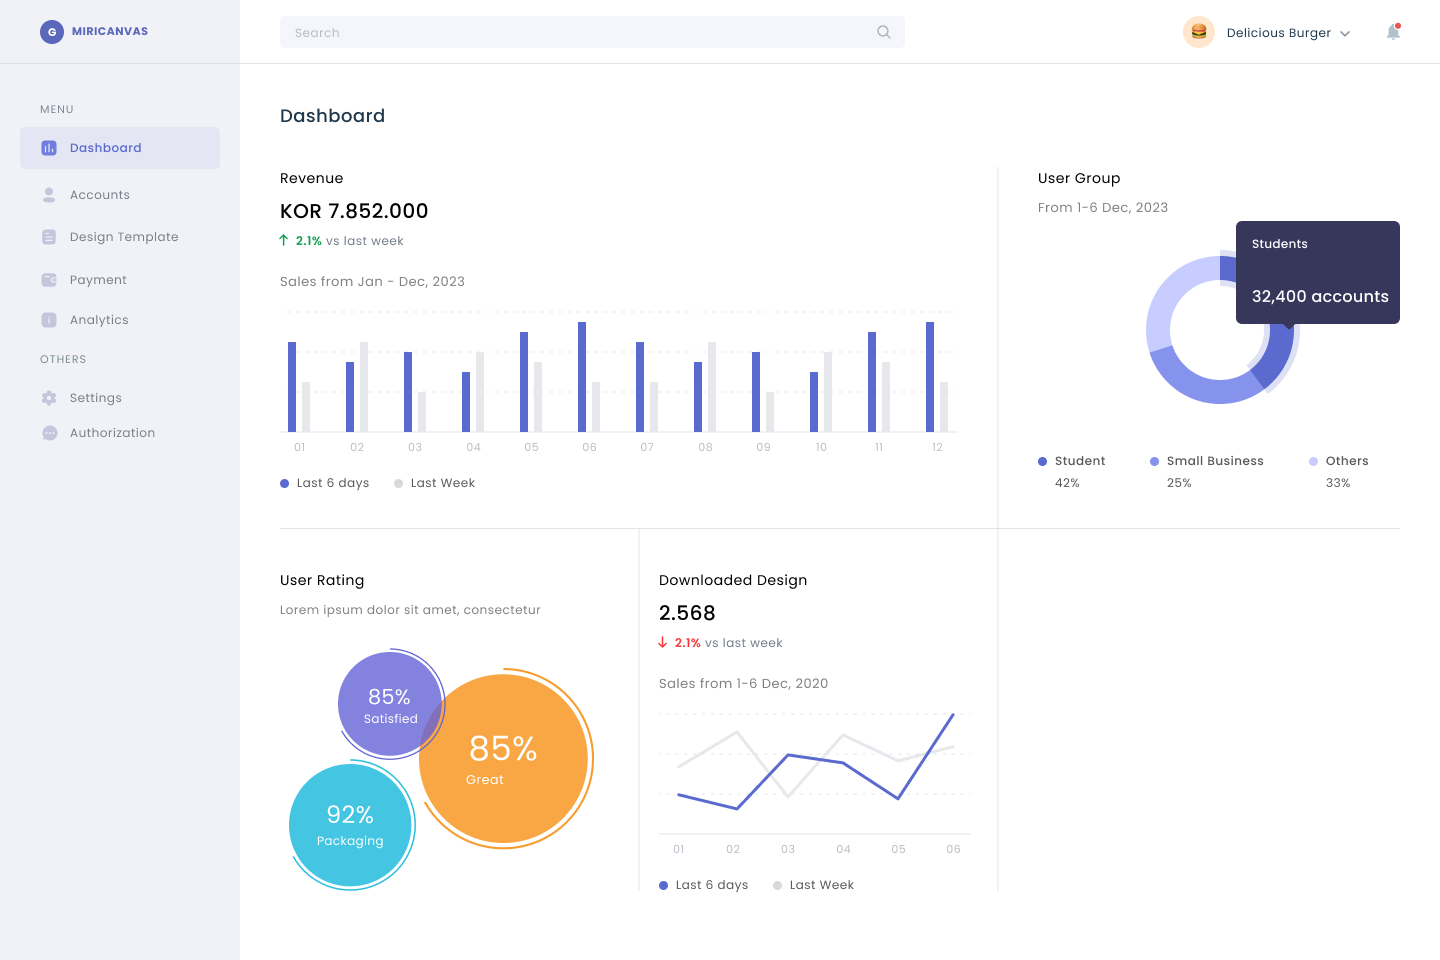 G MIRICANVAS
Search
Delicious Burger
MENU
Dashboard
Accounts
Design Template
Payment
Analytics
OTHERS
Settings
Authorization
Dashboard
Revenue
KOR 7.852.000
2.1% vs last week
Sales from Jan - Dec, 2023
01 02 03 04 05 06 07 08 09 10 11 12
Last 6 days Last Week
User Group
From 1-6 Dec, 2023
Students
32,400 accounts
Student Small Business Others
42% 25% 33%
User Rating
Lorem ipsum dolor sit amet, consectetur
85%
Satisfied
85%
Great
92%
Packaging
Downloaded Design
2.568
2.1% vs last week
Sales from 1-6 Dec, 2020
01 02 03 04 05 06
Last 6 days Last Week